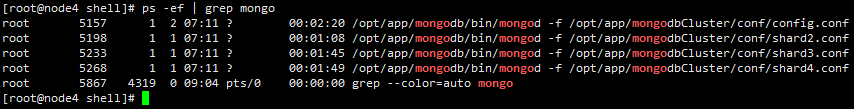 [root@node4 shell]# ps -ef | grep mongo
root 5157 1 2 07:11 ? 00:02:20 /opt/app/mongodb/bin/mongod -f /opt/app/mongodbCluster/conf/config.conf
root 5198 1 1 07:11 ? 00:01:08 /opt/app/mongodb/bin/mongod -f /opt/app/mongodbCluster/conf/shard2.conf
root 5233 1 1 07:11 ? 00:01:45 /opt/app/mongodb/bin/mongod -f /opt/app/mongodbCluster/conf/shard3.conf
root 5268 1 1 07:11 ? 00:01:49 /opt/app/mongodb/bin/mongod -f /opt/app/mongodbCluster/conf/shard4.conf
root 5867 4319 0 09:04 pts/0 00:00:00 grep --color=auto mongo
[root@node4 shell]#